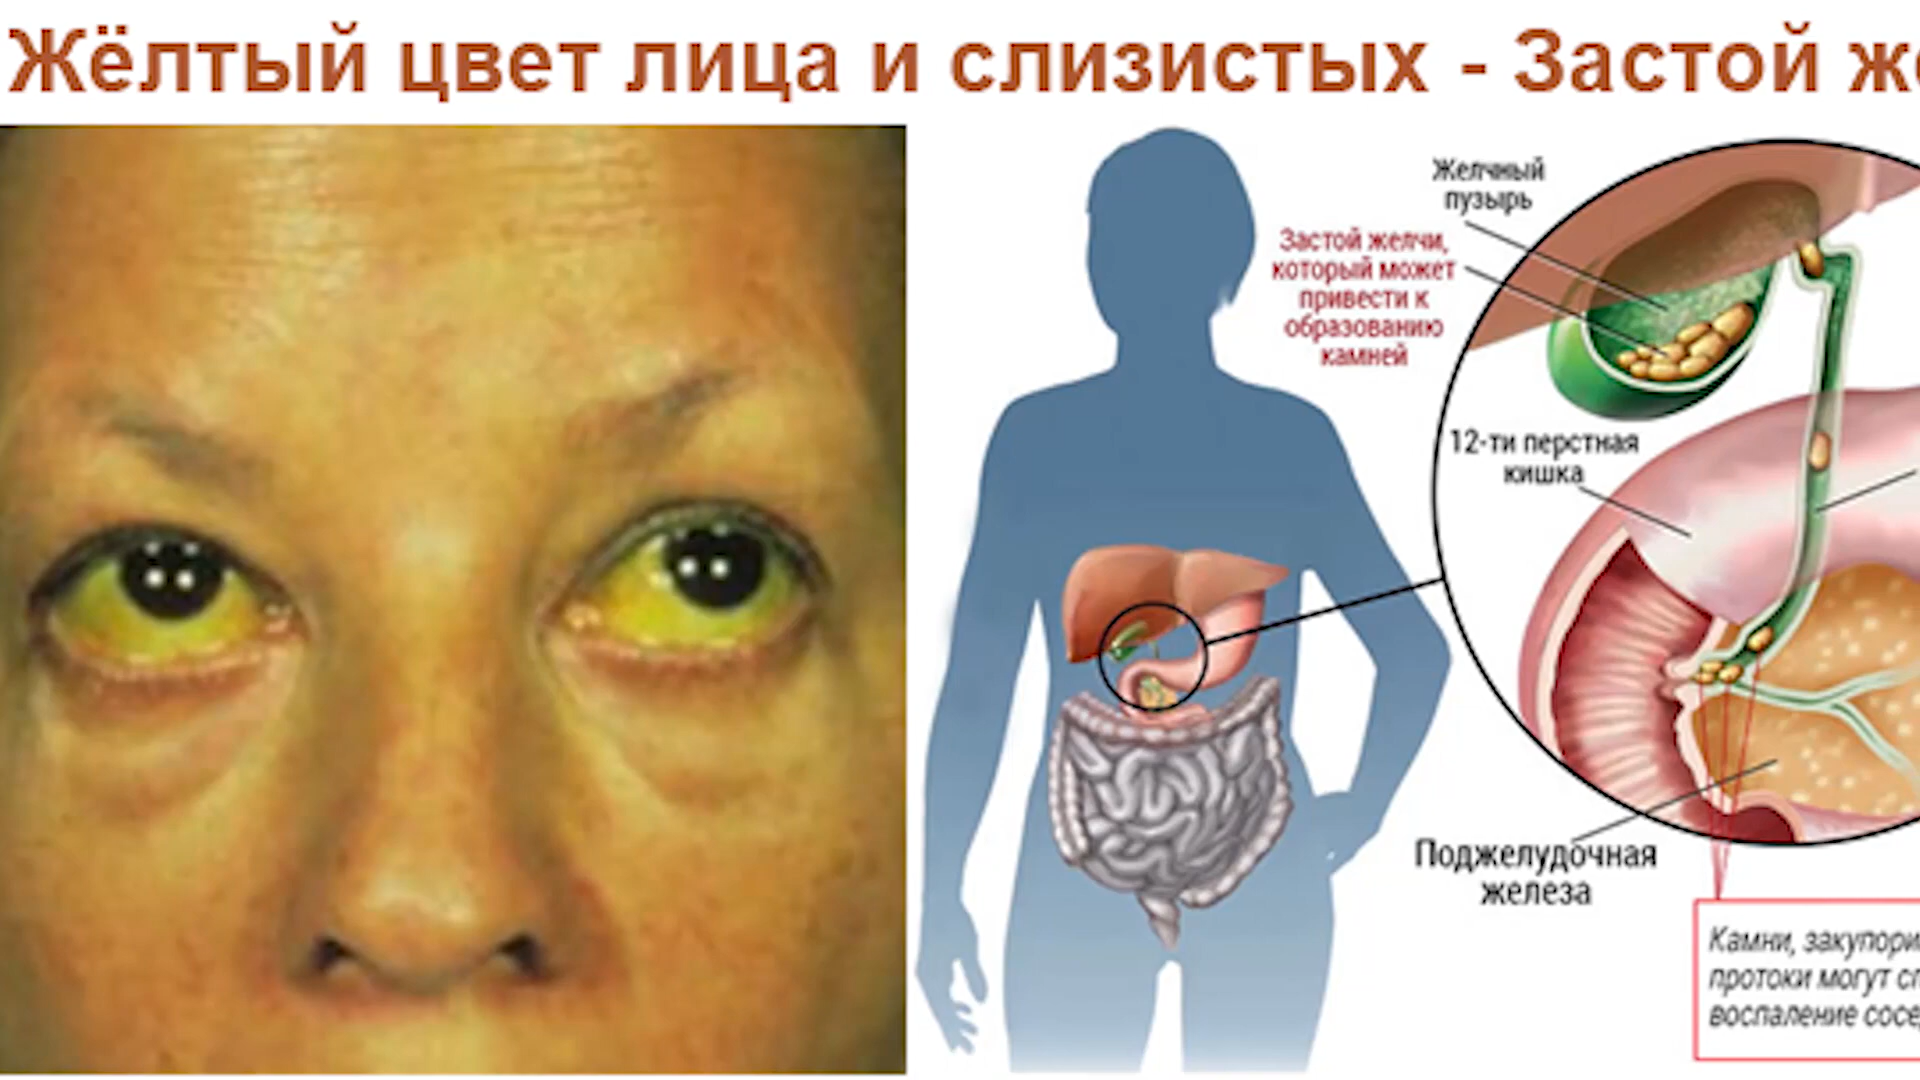 Жёлтый цвет лица и слизистых - Застой
Желчный
пузырь
Застой желчи,
который может
привести к
образованию
камней
12-ти перстная
кишка
Поджелудочная
железа
Камни,
протоки могут
воспаление